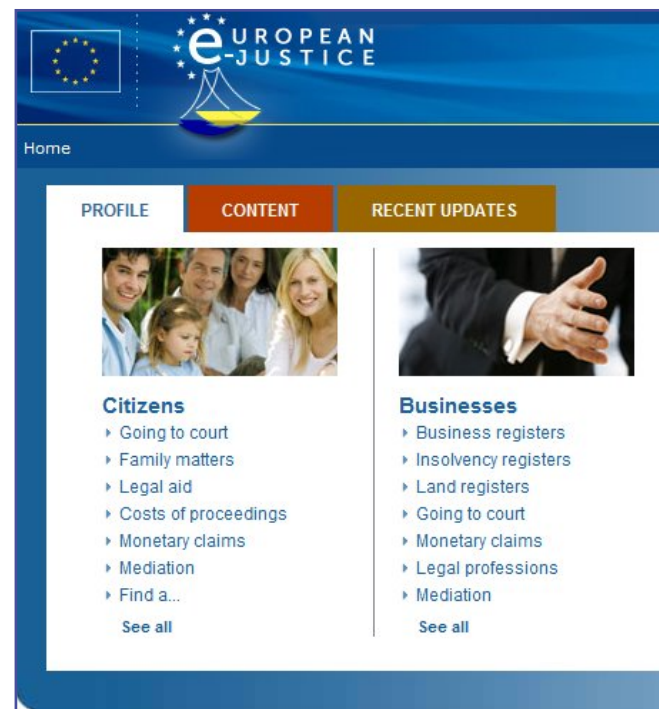 EUROPEAN
e-JUSTICE
Home
PROFILE
CONTENT
RECENT UPDATES
Citizens
Going to court
Family matters
Legal aid
Costs of proceedings
Monetary claims
Mediation
Find a...
See all
Businesses
Business registers
Insolvency registers
Land registers
Going to court
Monetary claims
Legal professions
Mediation
See all